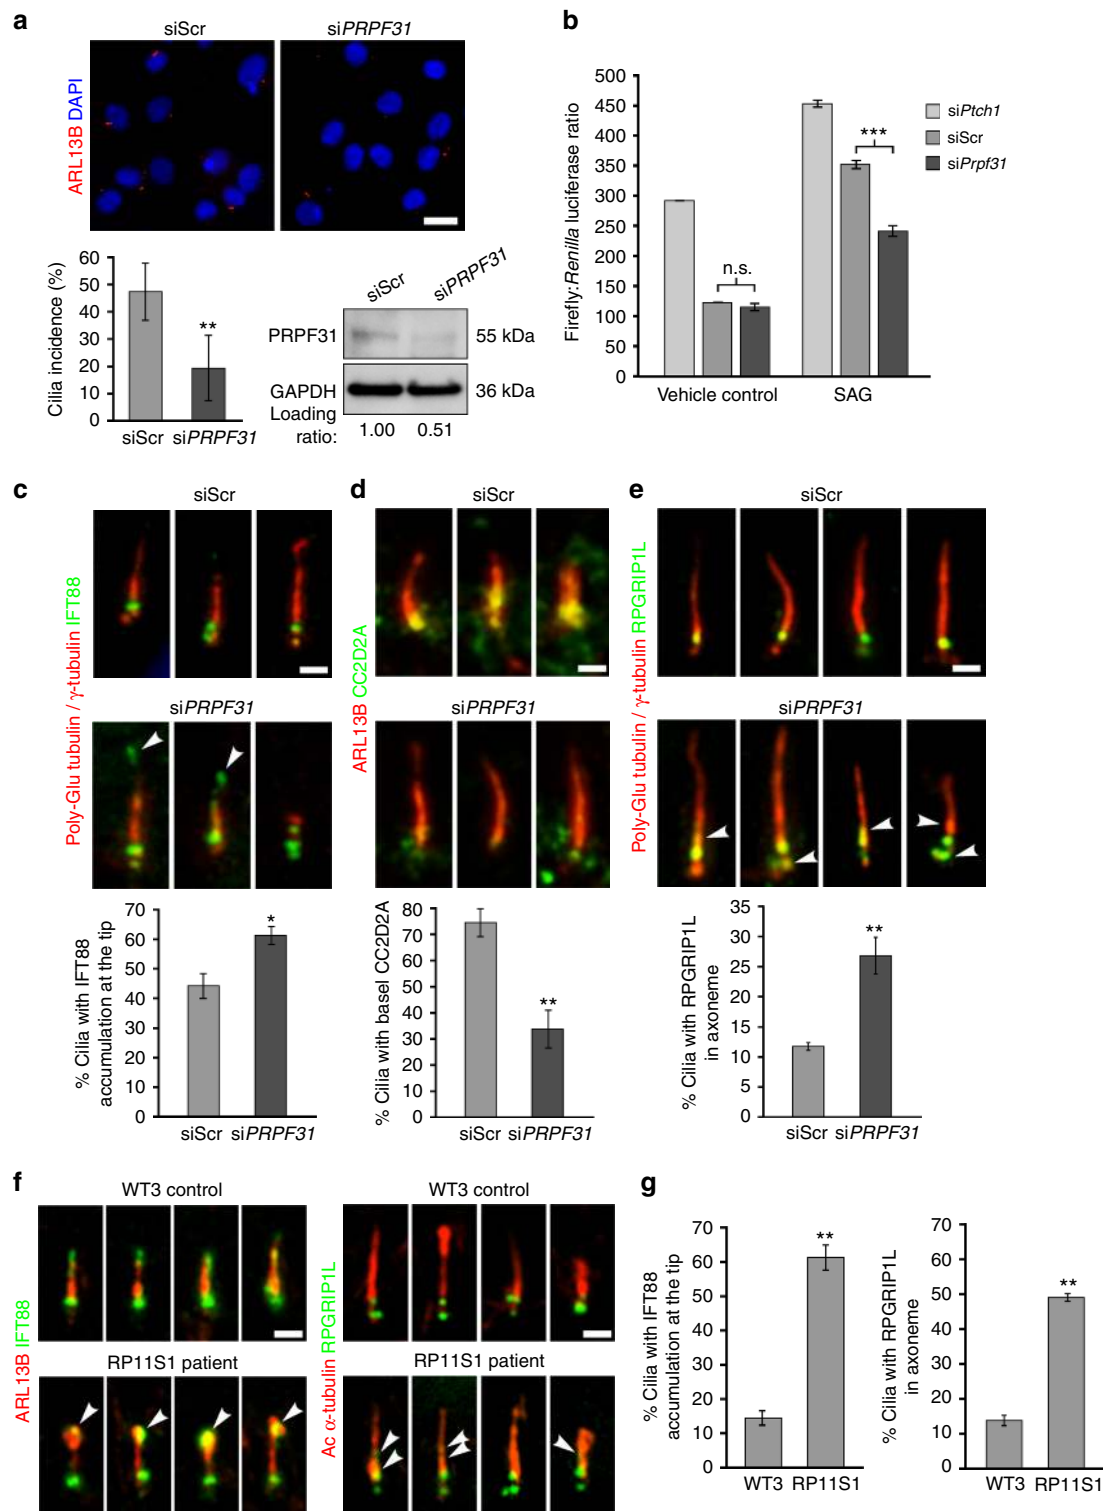 a
siScr
siPRPF31
ARL13B DAPI
Cilia incidence (%)
60
50
40
30
20
10
0
**
siScr siPRPF31
siScr
siPRPF31
PRPF31
55 kDa
GAPDH
36 kDa
Loading
ratio:
1.00
0.51
b
Firefly:Renilla luciferase ratio
500
450
400
350
300
250
200
150
100
50
0
n.s.
***
Vehicle control
SAG
siPtch1
siScr
siPrpf31
c
siScr
Poly-Glu tubulin / γ-tubulin IFT88
siPRPF31
% Cilia with IFT88
accumulation at the tip
70
60
50
40
30
20
10
0
*
siScr siPRPF31
d
siScr
ARL13B CC2D2A
siPRPF31
% Cilia with basel CC2D2A
80
70
60
50
40
30
20
10
0
**
siScr siPRPF31
e
siScr
Poly-Glu tubulin / γ-tubulin RPGRIP1L
siPRPF31
% Cilia with RPGRIP1L
in axoneme
35
30
25
20
15
10
5
0
**
siScr siPRPF31
f
WT3 control
ARL13B IFT88
RP11S1 patient
WT3 control
Ac α-tubulin RPGRIP1L
RP11S1 patient
g
% Cilia with IFT88
accumulation at the tip
70
60
50
40
30
20
10
0
**
WT3 RP11S1
% Cilia with RPGRIP1L
in axoneme
70
60
50
40
30
20
10
0
**
WT3 RP11S1